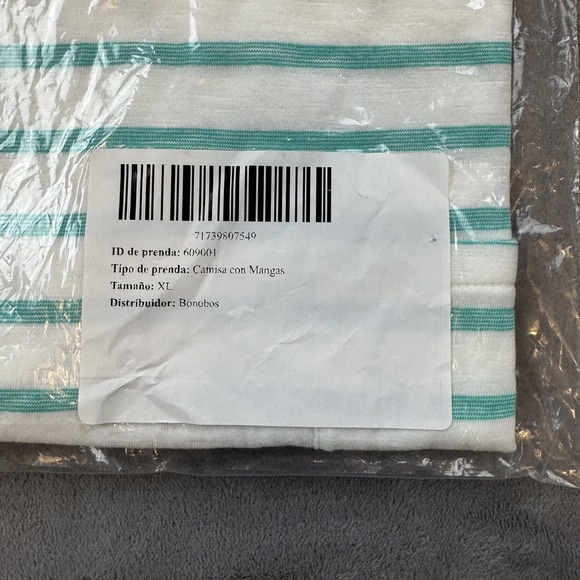 71739807549
ID de prenda: 609001
Tipo de prenda: Camisa con Mangas
Tamaño: XL
Distribuidor: Bonobos